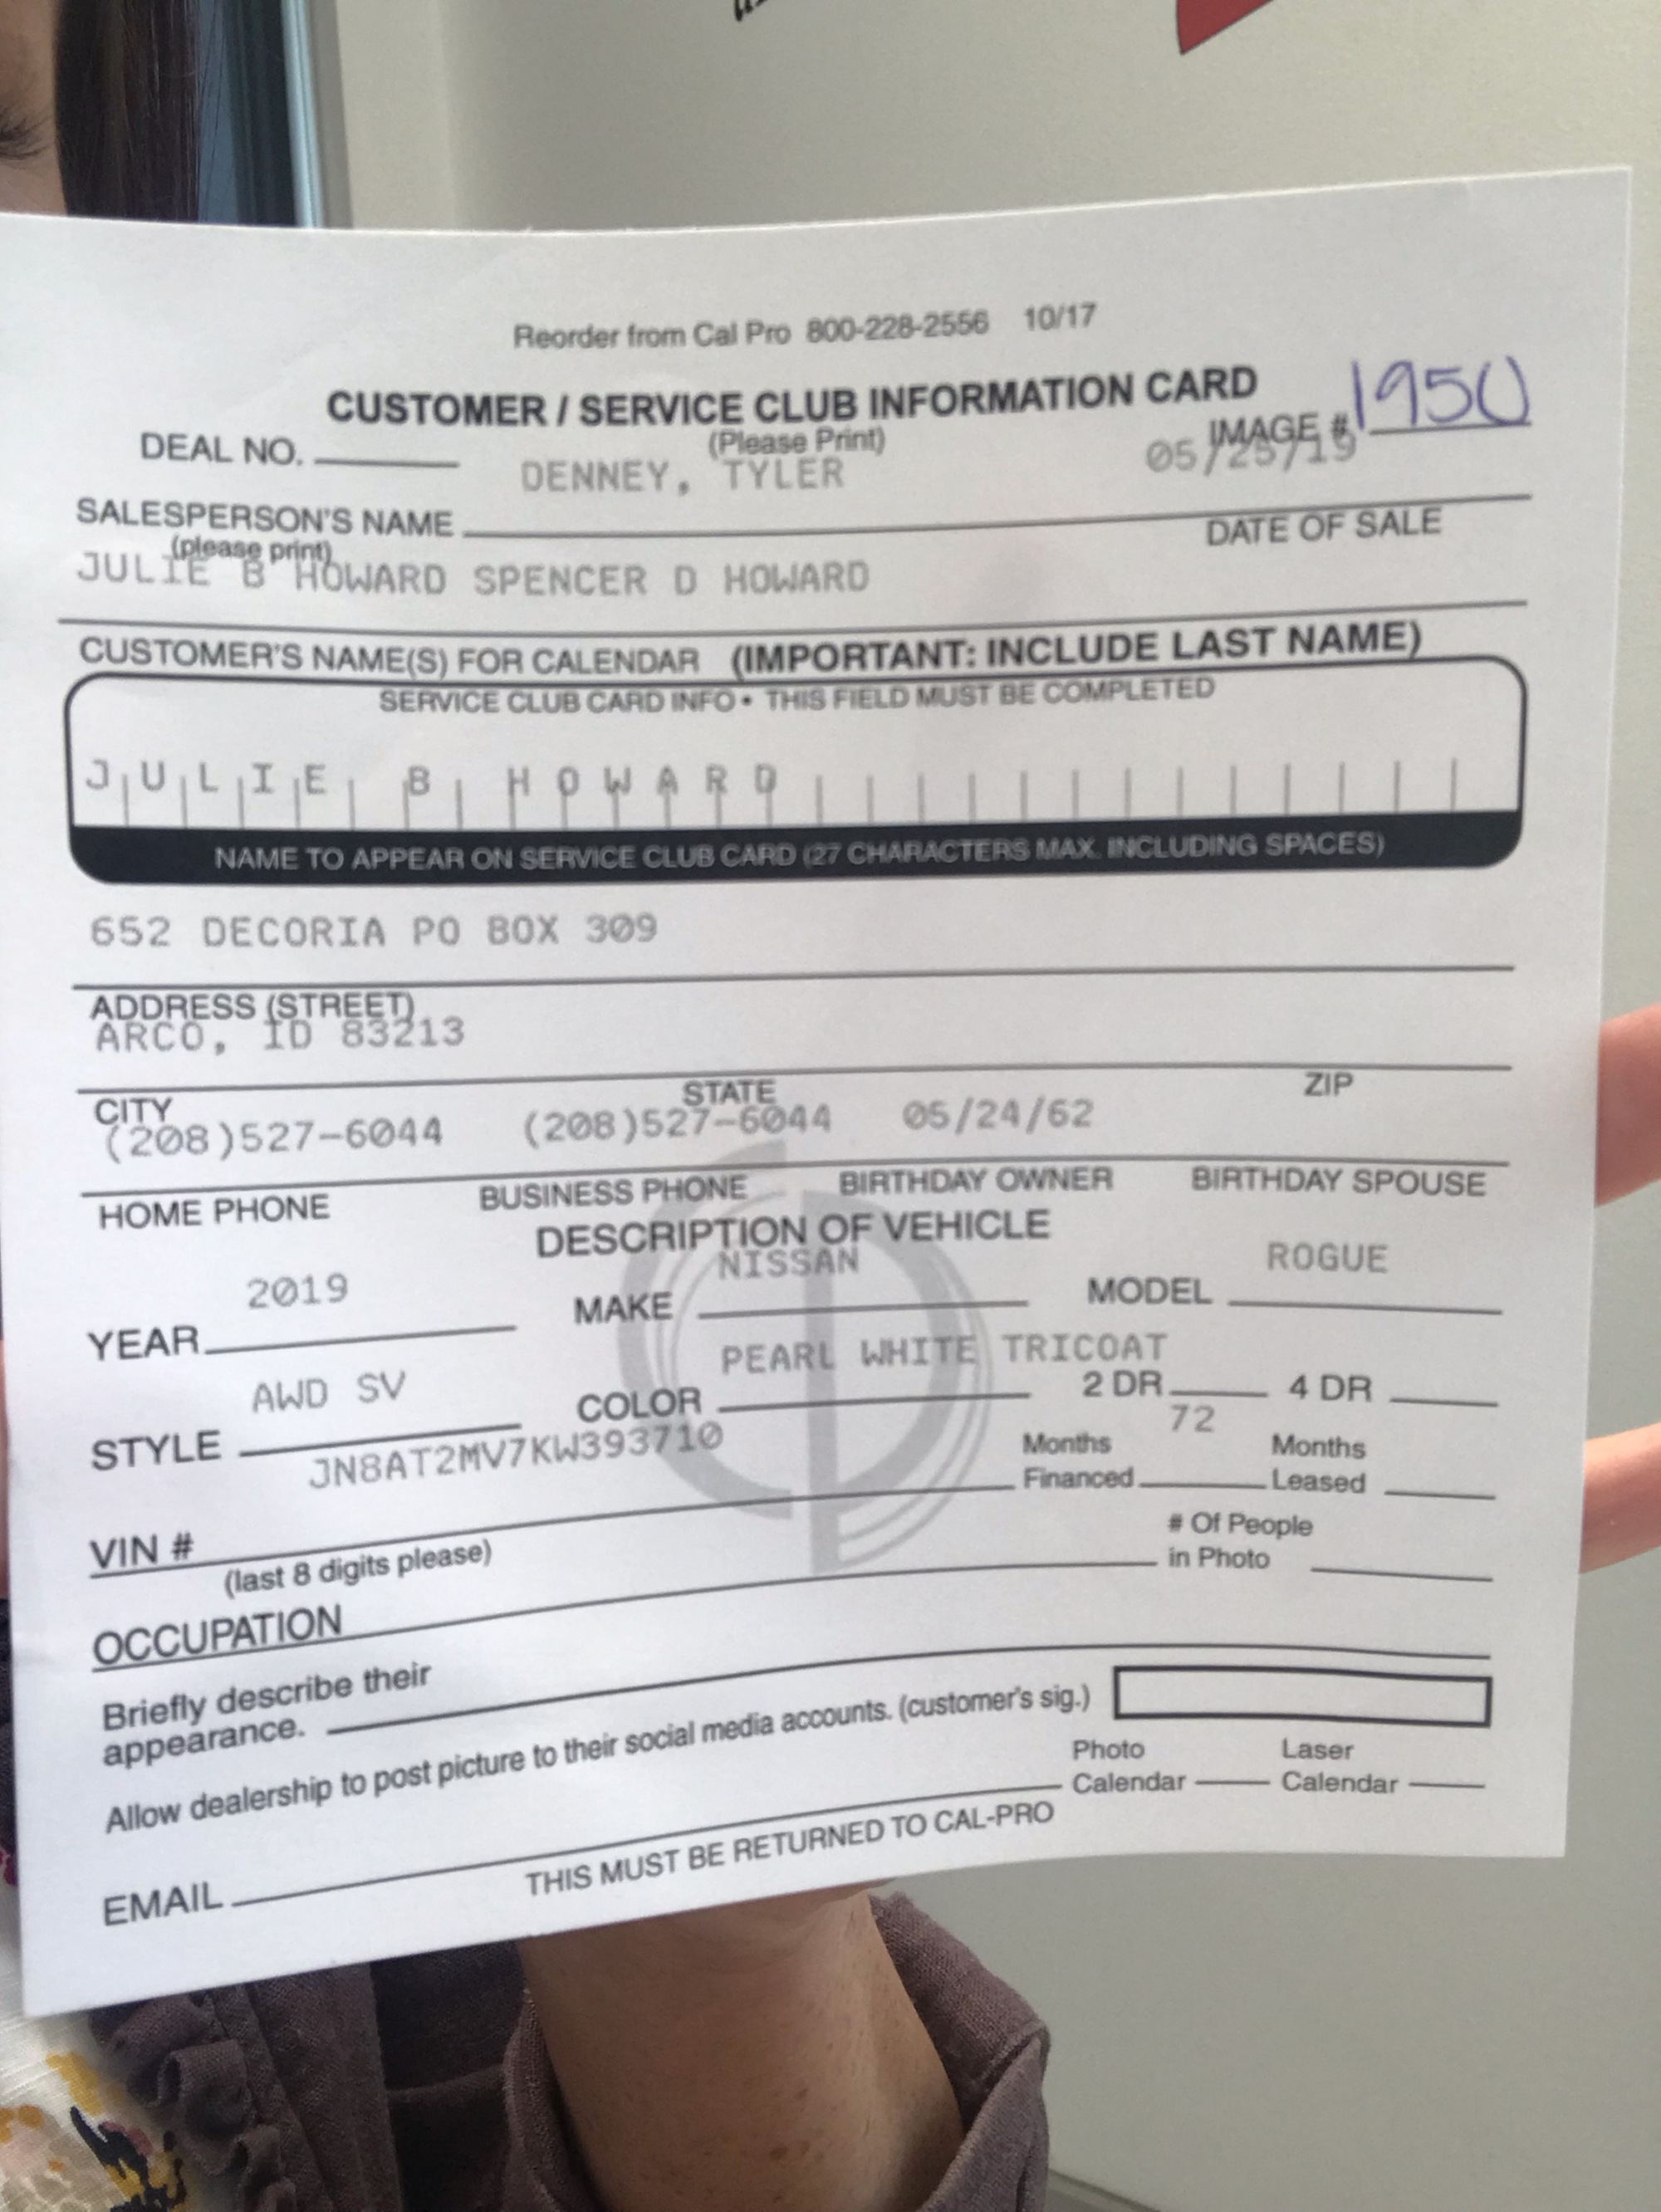 Reorder from Cal Pro 800-228-2556 10/17
CUSTOMER / SERVICE CLUB INFORMATION CARD
(Please Print)
DEAL NO.
IMAGE # 1950
DENNEY, TYLER 05/25/19
SALESPERSON'S NAME DATE OF SALE
(please print)
JULIE B HOWARD SPENCER D HOWARD
CUSTOMER'S NAME(S) FOR CALENDAR (IMPORTANT: INCLUDE LAST NAME)
SERVICE CLUB CARD INFO • THIS FIELD MUST BE COMPLETED
JULIE B HOWARD
NAME TO APPEAR ON SERVICE CLUB CARD (27 CHARACTERS MAX. INCLUDING SPACES)
652 DECORIA PO BOX 309
ADDRESS (STREET)
ARCO, ID 83213
CITY STATE ZIP
(208)527-6044 (208)527-6044 05/24/62
HOME PHONE BUSINESS PHONE BIRTHDAY OWNER BIRTHDAY SPOUSE
DESCRIPTION OF VEHICLE
2019 NISSAN ROGUE
YEAR MAKE MODEL
AWD SV PEARL WHITE TRICOAT
STYLE COLOR 2 DR 4 DR
JN8AT2MV7KW393710 72
VIN # Months Financed Months Leased
(last 8 digits please)
# Of People in Photo
OCCUPATION
Briefly describe their
appearance.
Allow dealership to post picture to their social media accounts. (customer's sig.)
Photo Calendar Laser Calendar
EMAIL
THIS MUST BE RETURNED TO CAL-PRO